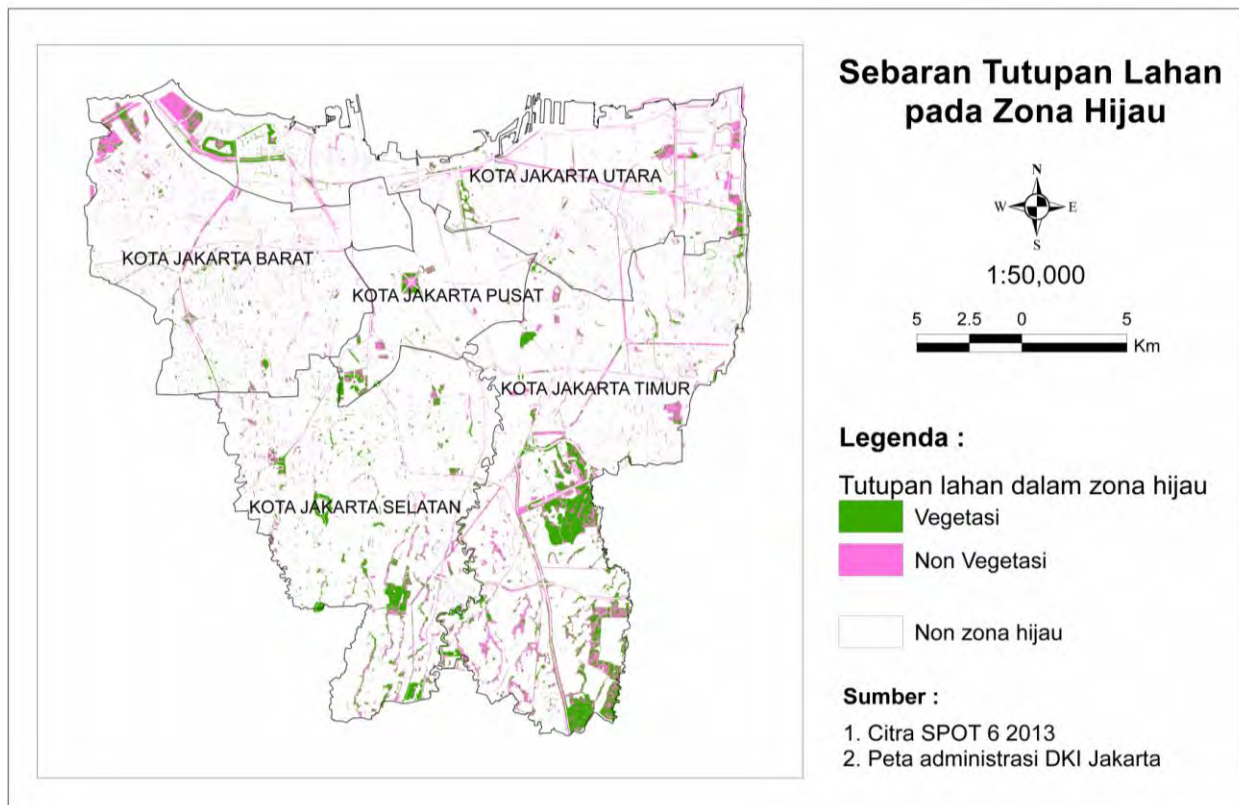 Sebaran Tutupan Lahan
pada Zona Hijau
N
W E
S
1:50,000
5 2.5 0 5
Km
Legenda :
Tutupan lahan dalam zona hijau
Vegetasi
Non Vegetasi
Non zona hijau
Sumber :
1. Citra SPOT 6 2013
2. Peta administrasi DKI Jakarta
KOTA JAKARTA UTARA
KOTA JAKARTA BARAT
KOTA JAKARTA PUSAT
KOTA JAKARTA TIMUR
KOTA JAKARTA SELATAN